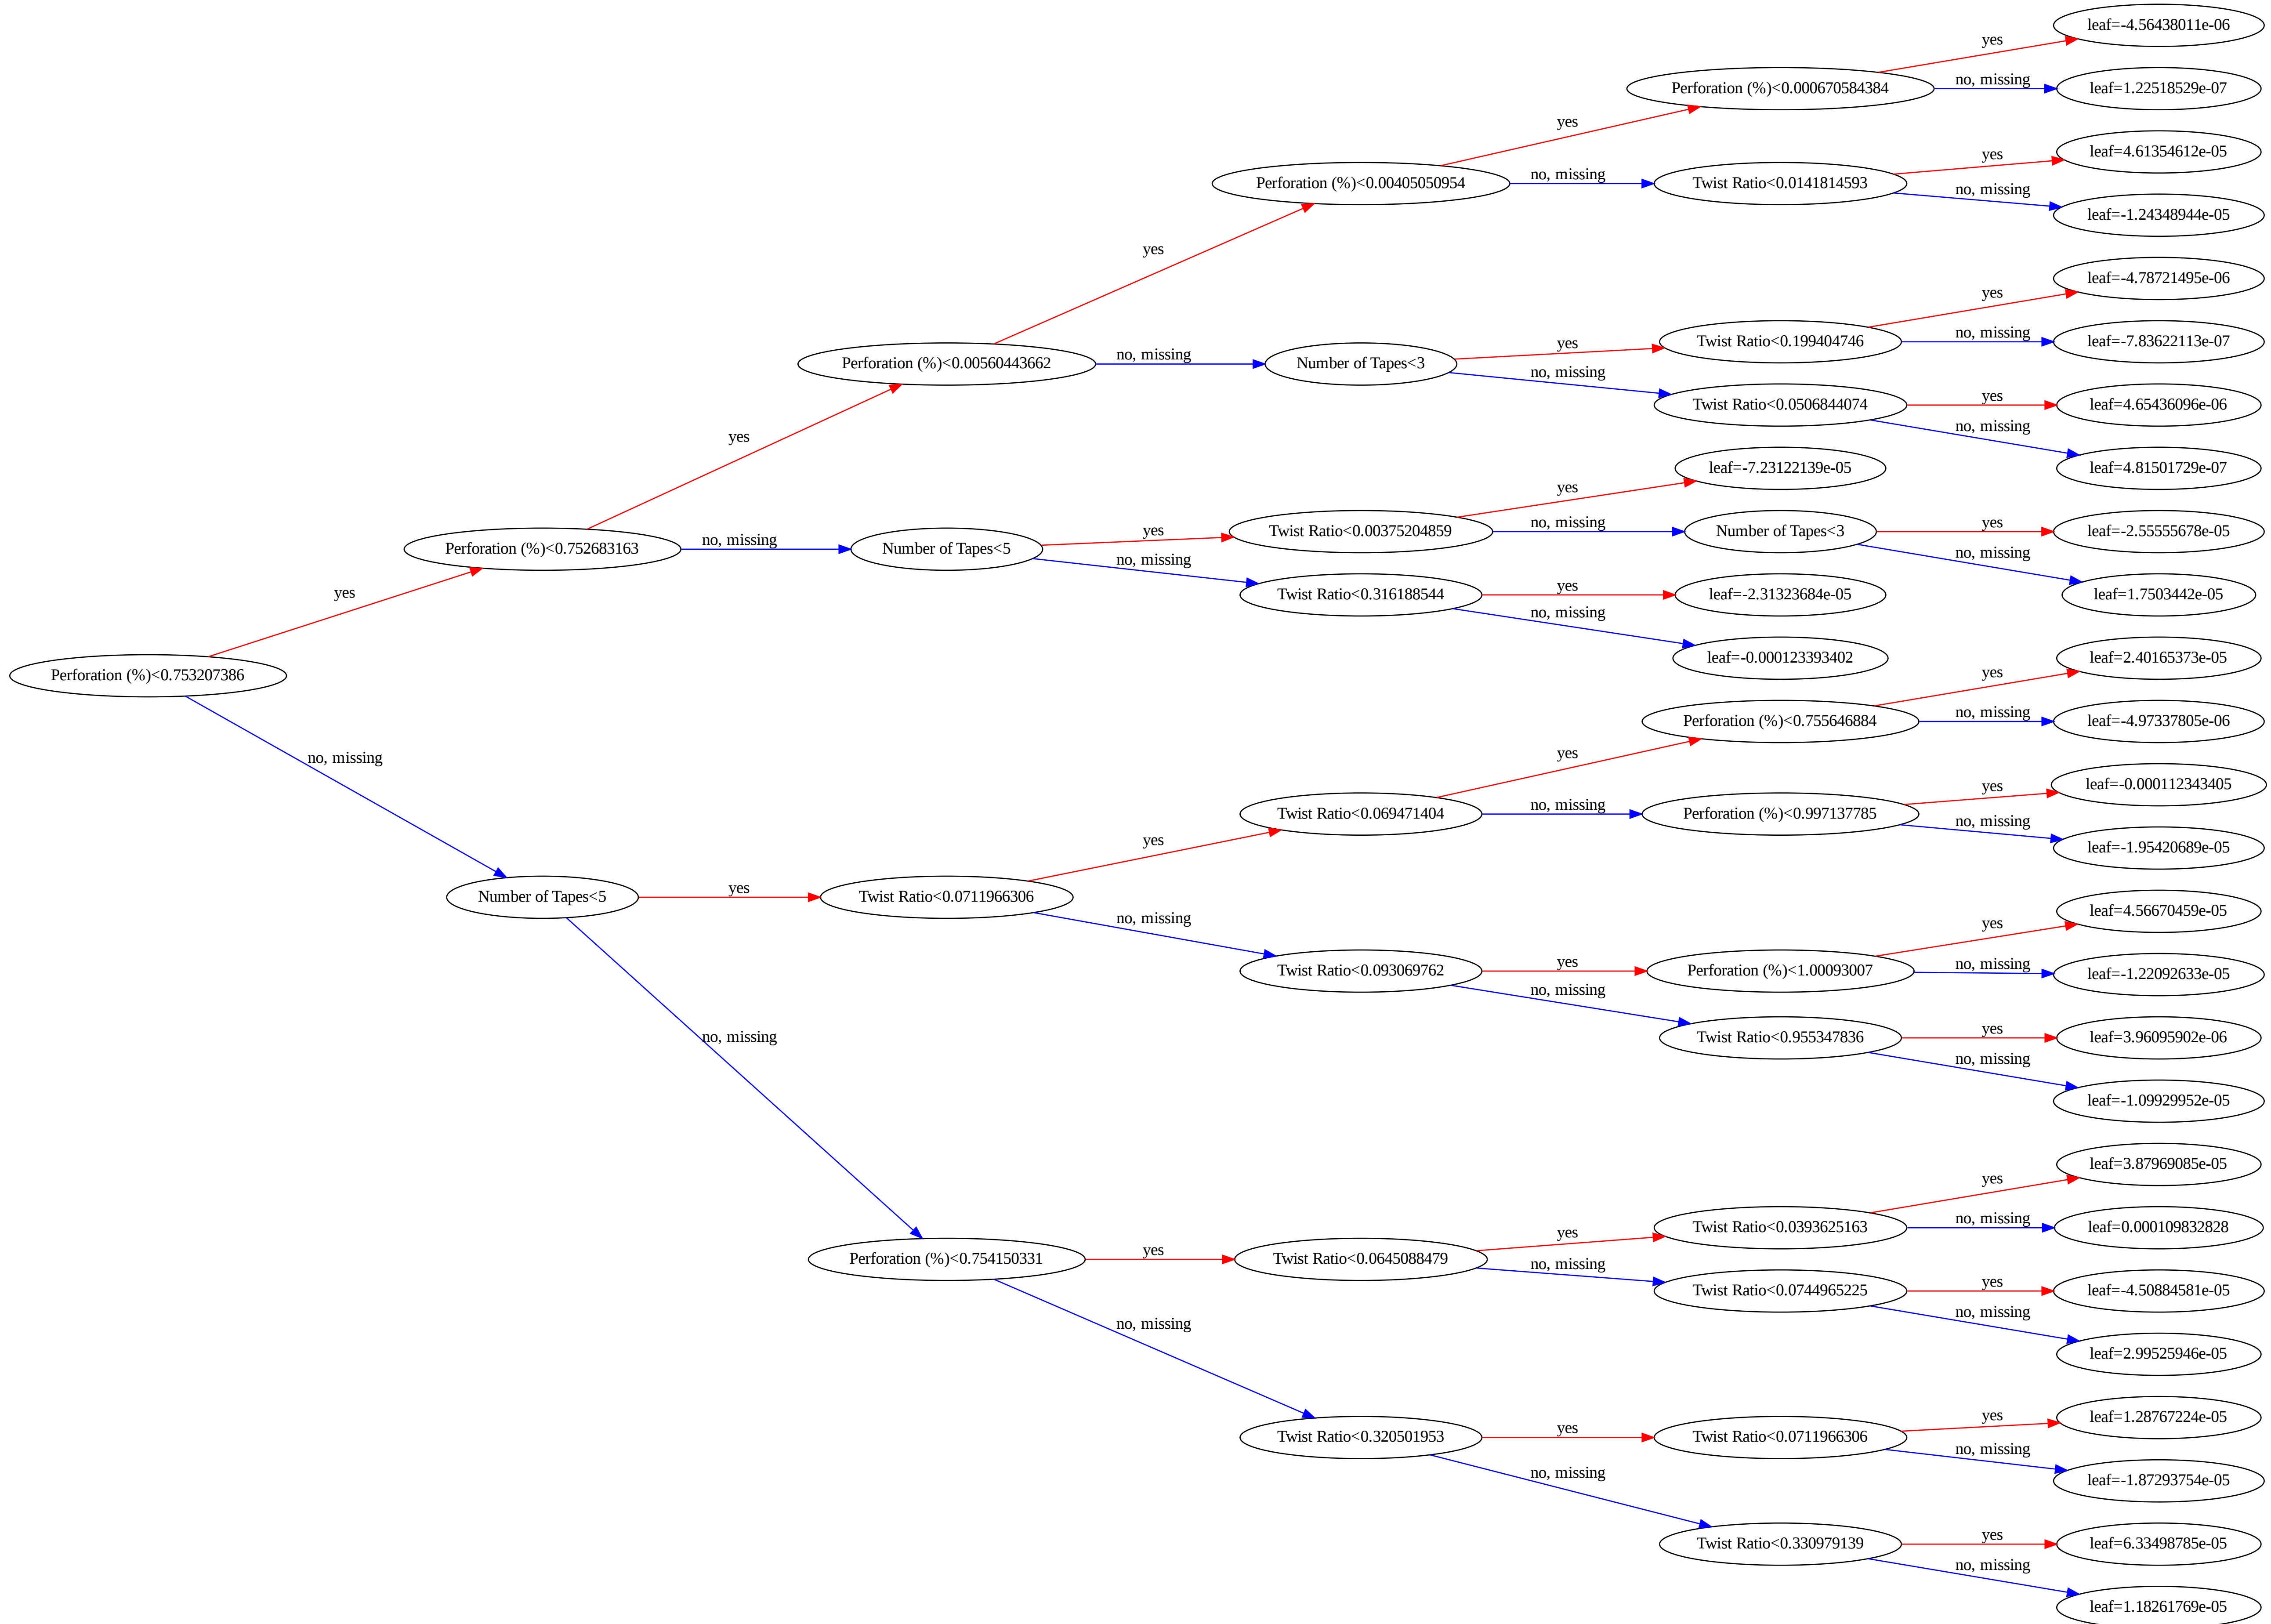 leaf=-4.56438011e-06
yes
Perforation (%)<0.000670584384
no, missing
leaf=1.22518529e-07
yes
Perforation (%)<0.00405050954
no, missing
Twist Ratio<0.0141814593
yes
leaf=4.61354612e-05
no, missing
leaf=-1.24348944e-05
yes
Perforation (%)<0.00560443662
no, missing
Number of Tapes<3
yes
Twist Ratio<0.199404746
yes
leaf=-4.78721495e-06
no, missing
leaf=-7.83622113e-07
no, missing
Twist Ratio<0.0506844074
yes
leaf=4.65436096e-06
no, missing
leaf=4.81501729e-07
yes
Perforation (%)<0.752683163
no, missing
Number of Tapes<5
yes
Twist Ratio<0.00375204859
yes
leaf=-7.23122139e-05
no, missing
Number of Tapes<3
yes
leaf=-2.55555678e-05
no, missing
leaf=1.7503442e-05
no, missing
Twist Ratio<0.316188544
yes
leaf=-2.31323684e-05
no, missing
leaf=-0.000123393402
yes
Perforation (%)<0.753207386
no, missing
Number of Tapes<5
yes
Twist Ratio<0.0711966306
yes
Twist Ratio<0.069471404
yes
Perforation (%)<0.755646884
yes
leaf=2.40165373e-05
no, missing
leaf=-4.97337805e-06
no, missing
Perforation (%)<0.997137785
yes
leaf=-0.000112343405
no, missing
leaf=-1.95420689e-05
no, missing
Twist Ratio<0.093069762
yes
Perforation (%)<1.00093007
yes
leaf=4.56670459e-05
no, missing
leaf=-1.22092633e-05
no, missing
Twist Ratio<0.955347836
yes
leaf=3.96095902e-06
no, missing
leaf=-1.09929952e-05
no, missing
Perforation (%)<0.754150331
yes
Twist Ratio<0.0645088479
yes
Twist Ratio<0.0393625163
yes
leaf=3.87969085e-05
no, missing
leaf=0.000109832828
no, missing
Twist Ratio<0.0744965225
yes
leaf=-4.50884581e-05
no, missing
leaf=2.99525946e-05
no, missing
Twist Ratio<0.320501953
yes
Twist Ratio<0.0711966306
yes
leaf=1.28767224e-05
no, missing
leaf=-1.87293754e-05
no, missing
Twist Ratio<0.330979139
yes
leaf=6.33498785e-05
no, missing
leaf=1.18261769e-05